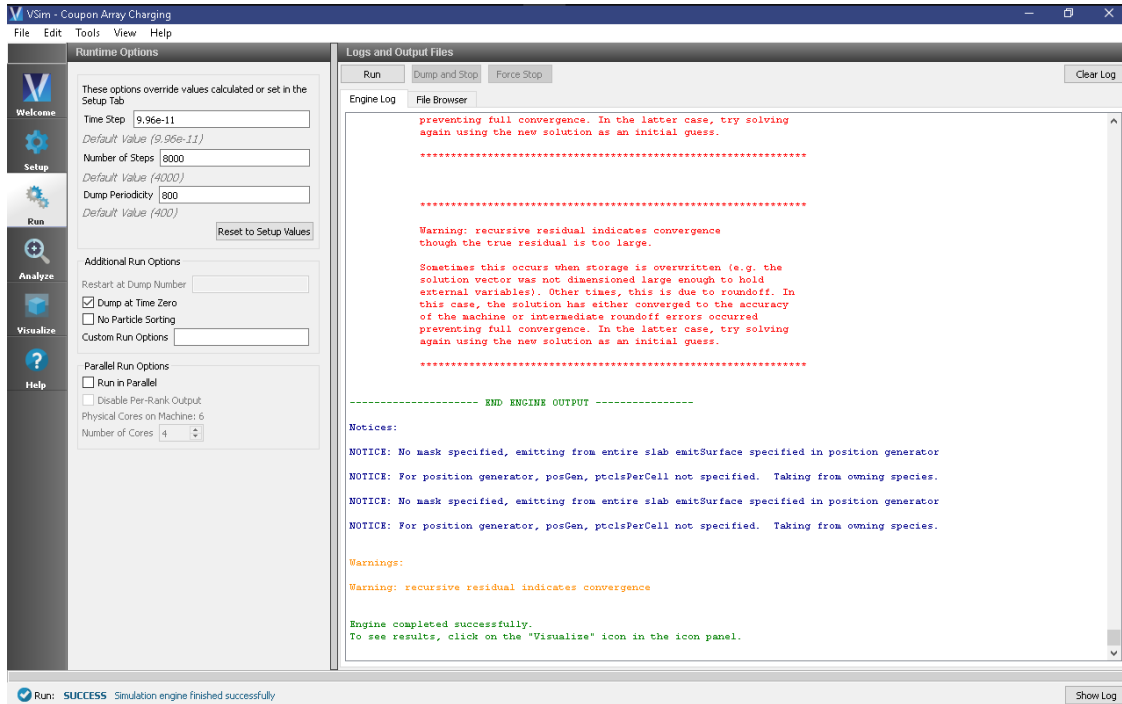 VSim - Coupon Array Charging
File Edit Tools View Help
Runtime Options
Logs and Output Files
Welcome
Setup
Run
Analyze
Visualize
Help
These options override values calculated or set in the
Setup Tab
Time Step 9.96e-11
Default Value (9.96e-11)
Number of Steps 8000
Default Value (4000)
Dump Periodicity 800
Default Value (400)
Reset to Setup Values
Additional Run Options
Restart at Dump Number
Dump at Time Zero
No Particle Sorting
Custom Run Options
Parallel Run Options
Run in Parallel
Disable Per-Rank Output
Physical Cores on Machine: 6
Number of Cores 4
Run Dump and Stop Force Stop Clear Log
Engine Log File Browser
preventing full convergence. In the latter case, try solving
again using the new solution as an initial guess.
***************************************************************
***************************************************************
Warning: recursive residual indicates convergence
though the true residual is too large.
Sometimes this occurs when storage is overwritten (e.g. the
solution vector was not dimensioned large enough to hold
external variables). Other times, this is due to roundoff. In
this case, the solution has either converged to the accuracy
of the machine or intermediate roundoff errors occurred
preventing full convergence. In the latter case, try solving
again using the new solution as an initial guess.
***************************************************************
--------------------- END ENGINE OUTPUT ----------------
Notices:
NOTICE: No mask specified, emitting from entire slab emitSurface specified in position generator
NOTICE: For position generator, posGen, ptclsPerCell not specified. Taking from owning species.
NOTICE: No mask specified, emitting from entire slab emitSurface specified in position generator
NOTICE: For position generator, posGen, ptclsPerCell not specified. Taking from owning species.
Warnings:
Warning: recursive residual indicates convergence
Engine completed successfully.
To see results, click on the "Visualize" icon in the icon panel.
Run: SUCCESS Simulation engine finished successfully
Show Log